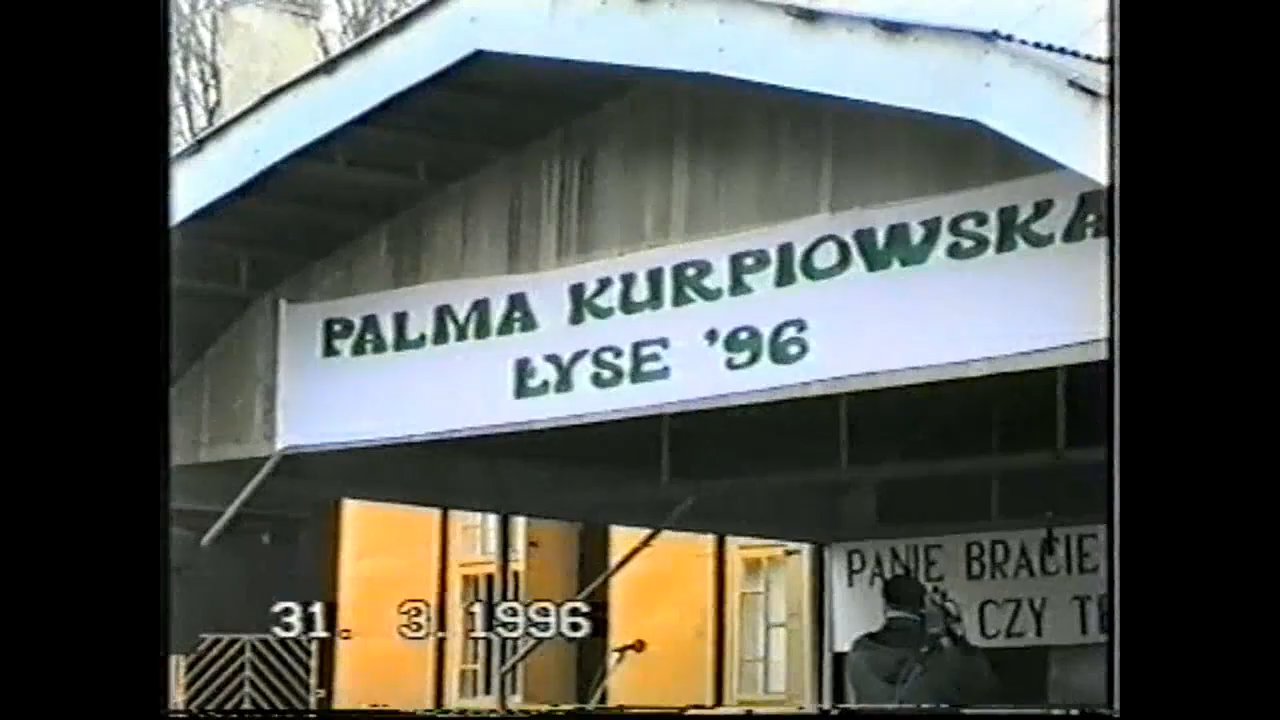 PALMA KURPIOWSKA
ŁYSE '96
PANIE BRACIE
CZY
31. 3.1996